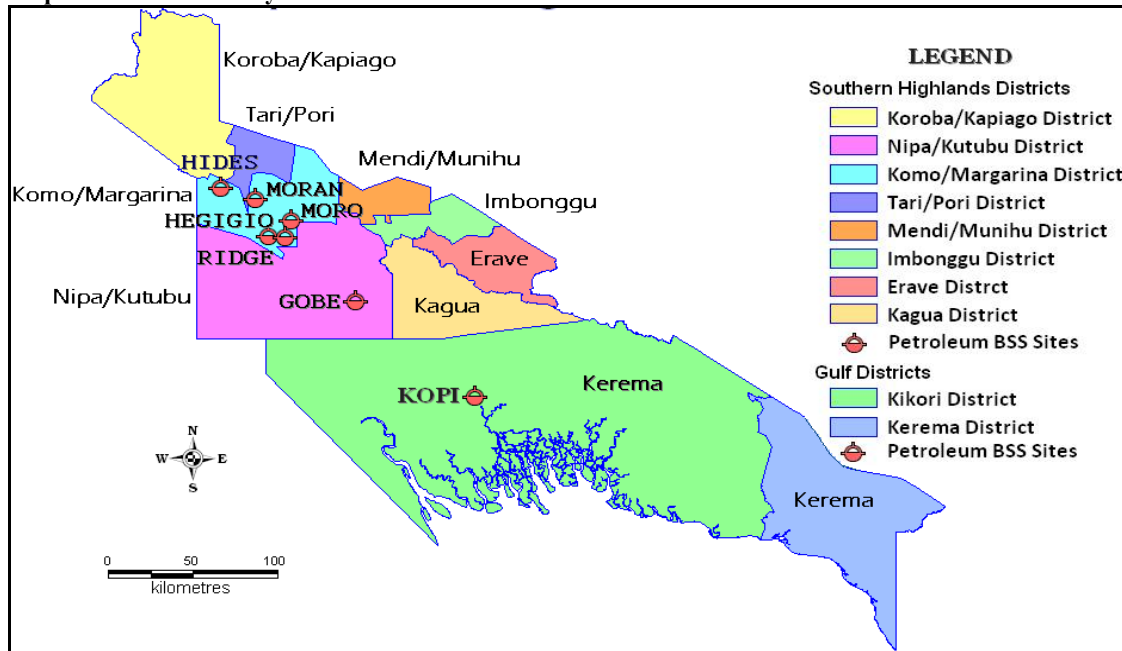 Koroba/Kapiago
Tari/Pori
HIDES
Mendi/Munihu
Komo/Margarina
MORAN
Imbonggu
HEGIGIO
MORO
RIDGE
Erave
Nipa/Kutubu
GOBE
Kagua
KOPI
Kerema
Kerema
N
W E
S
0 50 100
kilometres
LEGEND
Southern Highlands Districts
Koroba/Kapiago District
Nipa/Kutubu District
Komo/Margarina District
Tari/Pori District
Mendi/Munihu District
Imbonggu District
Erave Distrct
Kagua District
Petroleum BSS Sites
Gulf Districts
Kikori District
Kerema District
Petroleum BSS Sites